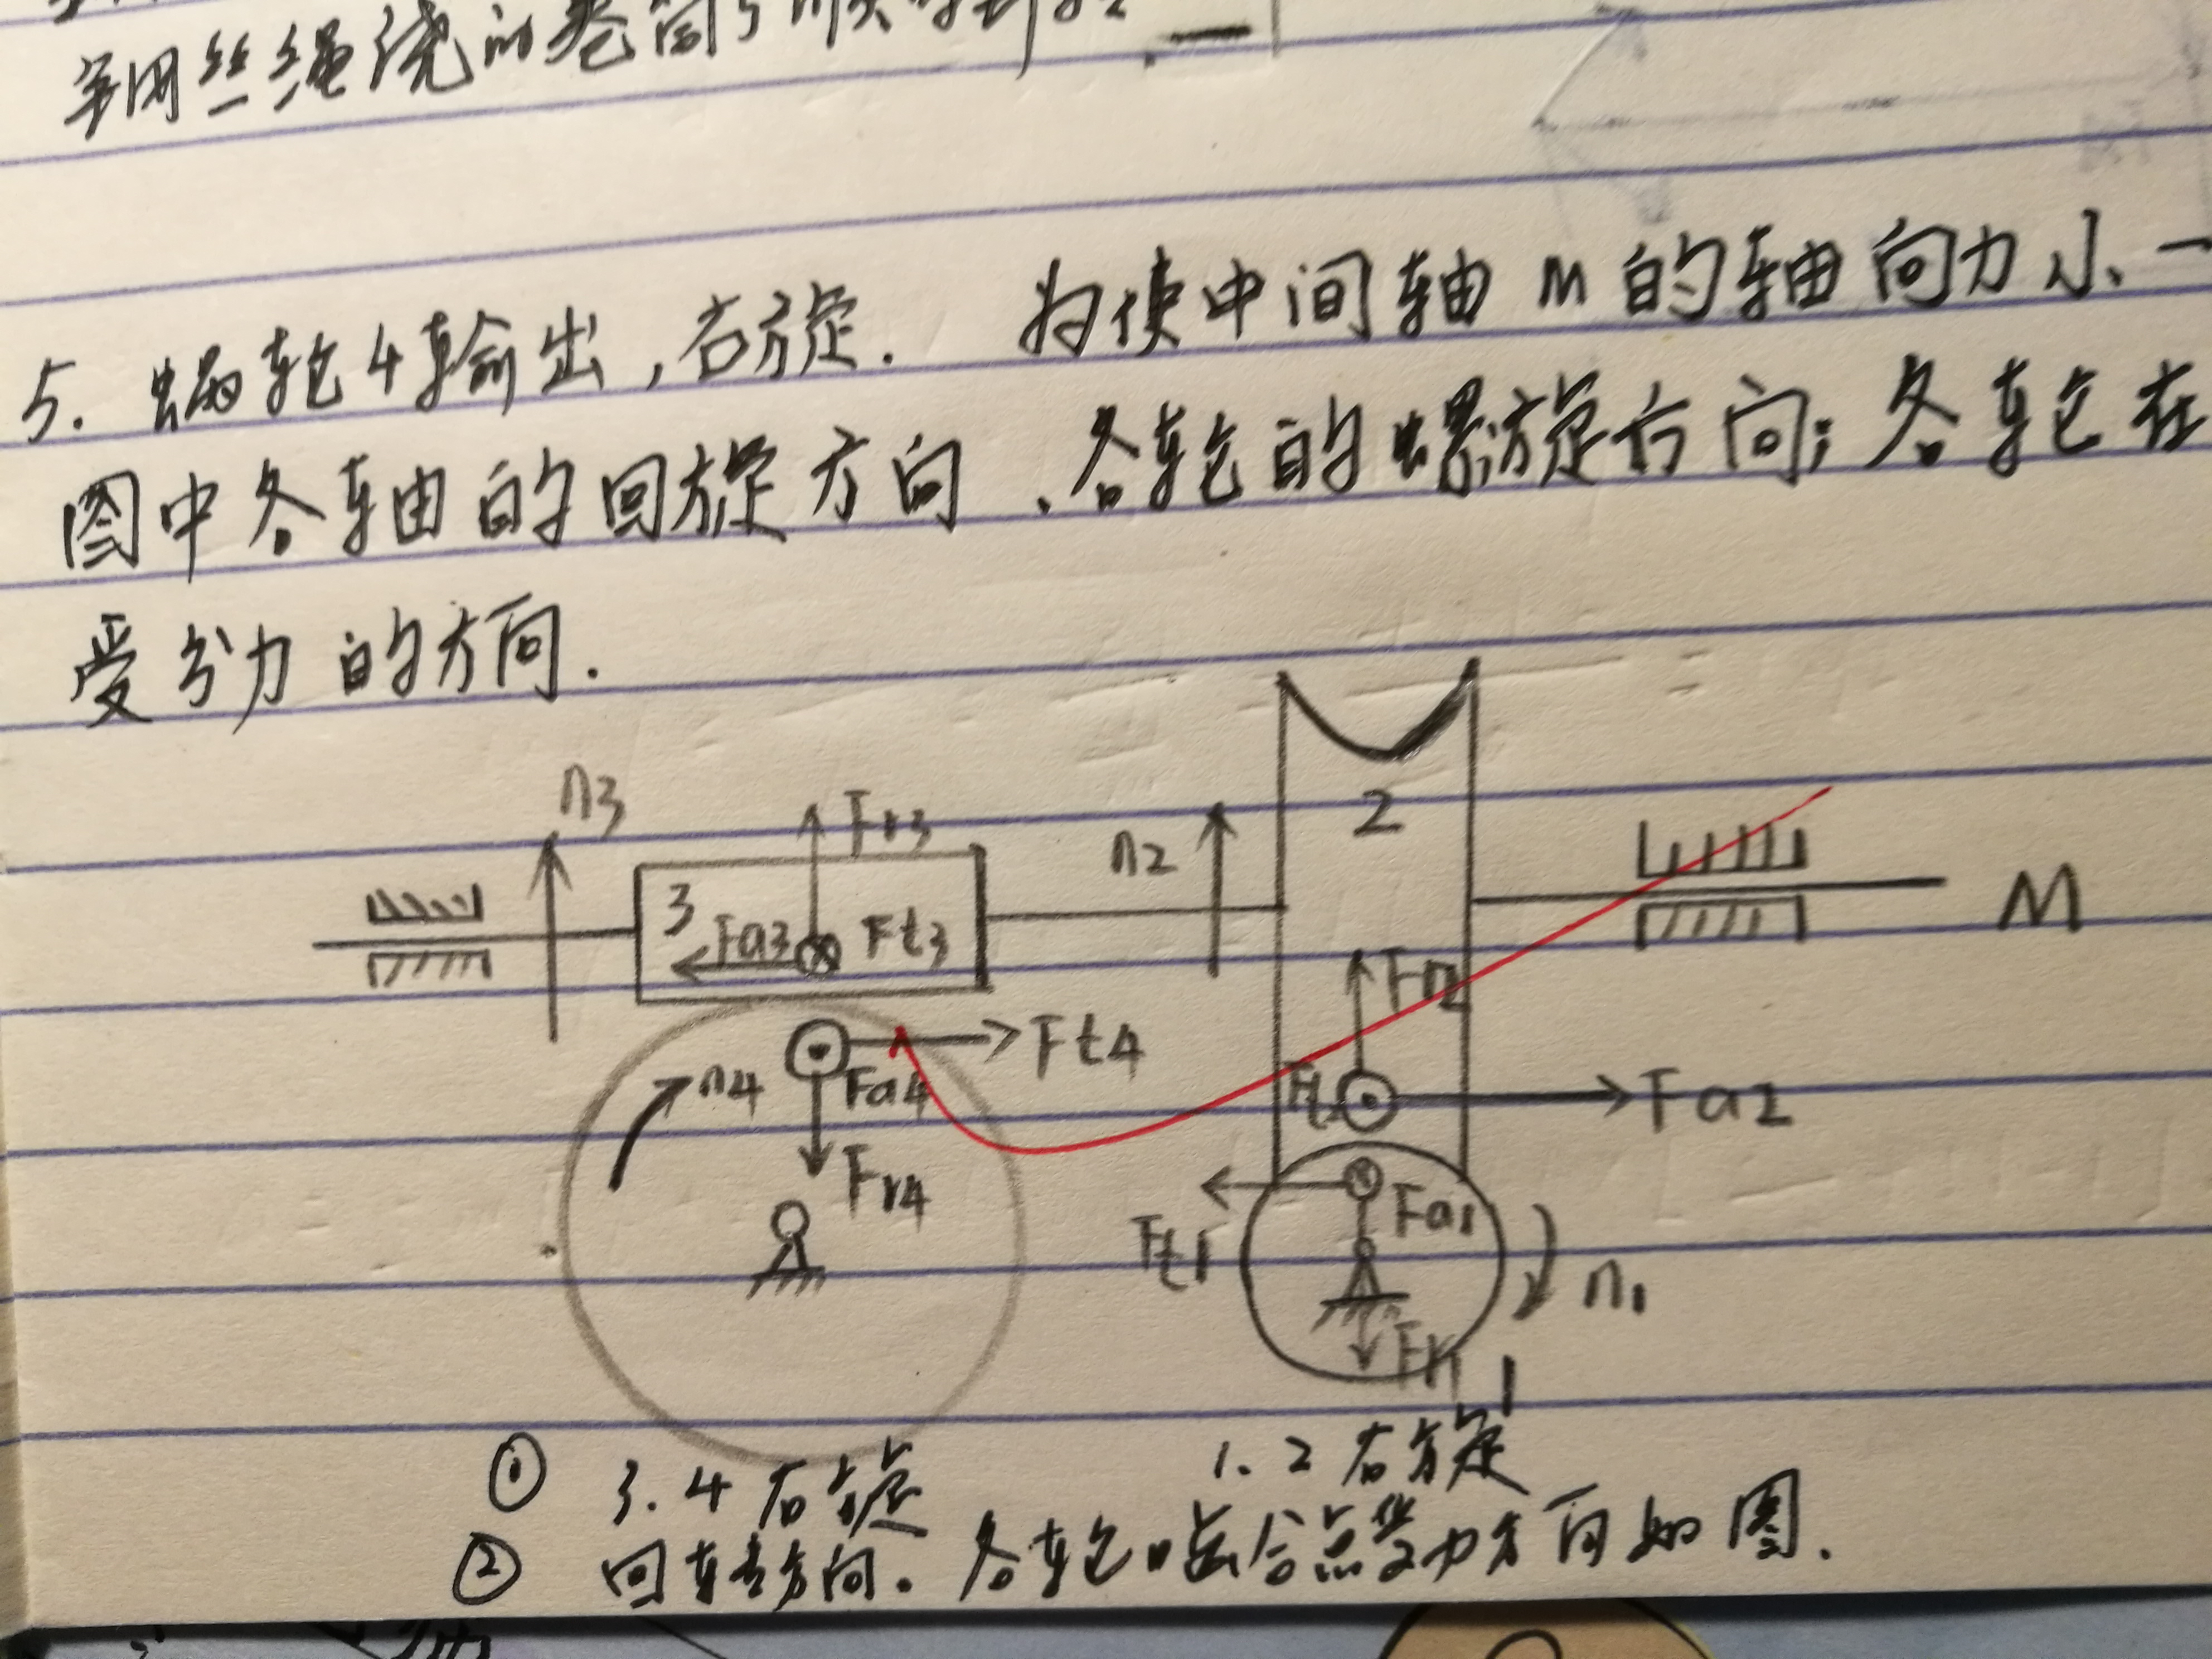 钢丝绳绕的卷筒
5. 蜗轮4输出,右旋. 为使中间轴M的轴向力小、一
图中各轴的回旋方向、各轮的螺旋方向;各轮在
受分力的方向.
n3
Fr3
n2
2
3
Fa3
Ft3
M
Fr2
Ft4
Ft2
Fa2
n4
Fa4
Fr4
Fa1
Ft1
n1
Fr1
1
① 3.4右旋 1.2右旋
② 回转方向. 各轮啮合点受力方向如图.